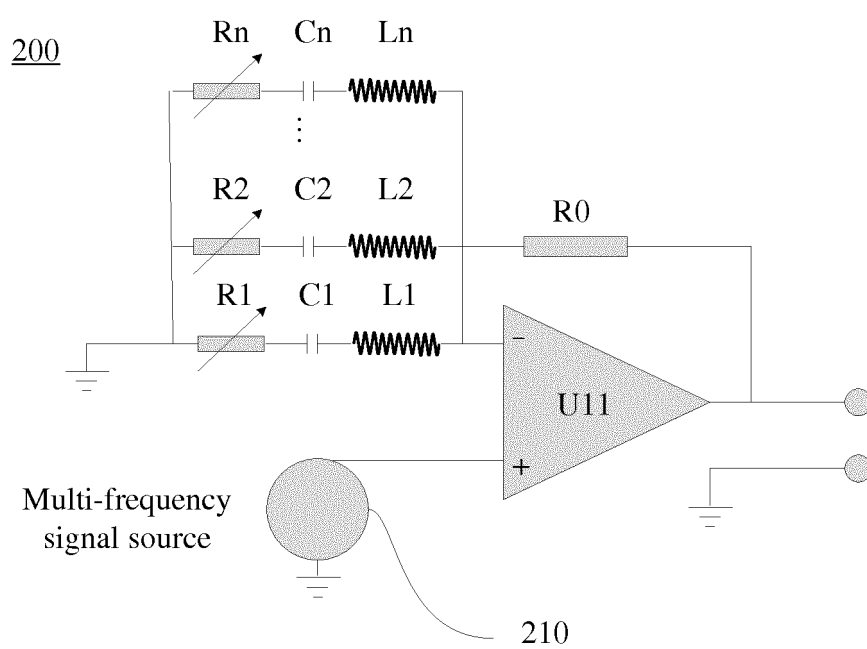 200
Rn Cn Ln
R2 C2 L2
R0
R1 C1 L1
−
U11
+
Multi-frequency
signal source
210